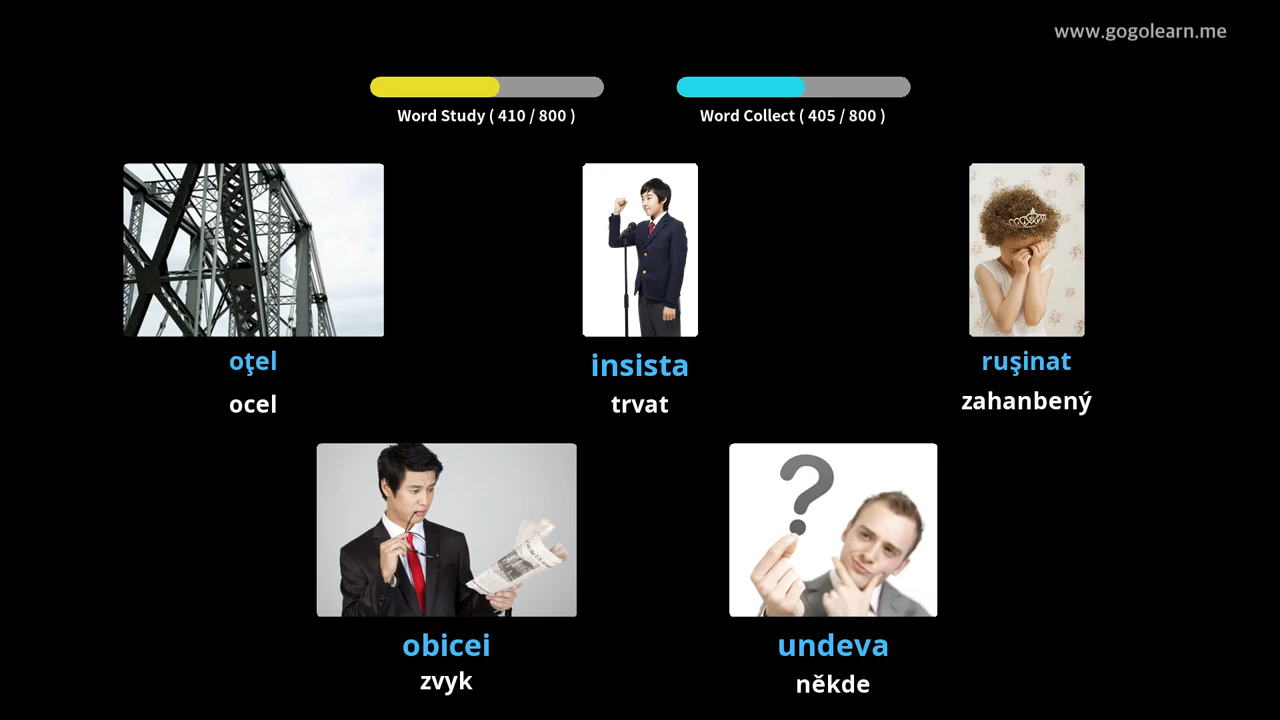 www.gogolearn.me
Word Study ( 410 / 800 )
Word Collect ( 405 / 800 )
oţel
insista
ruşinat
ocel
trvat
zahanbený
obicei
undeva
zvyk
někde